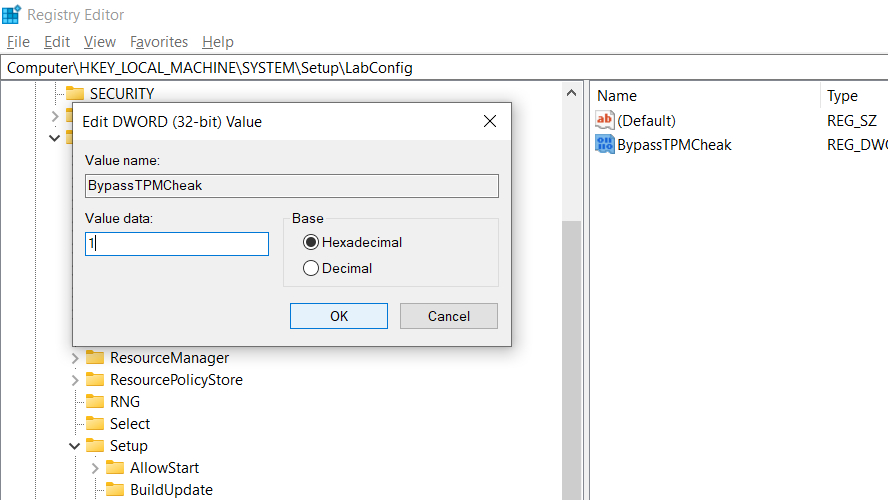 Registry Editor
File Edit View Favorites Help
Computer\HKEY_LOCAL_MACHINE\SYSTEM\Setup\LabConfig
SECURITY
Name Type
(Default) REG_SZ
BypassTPMCheak REG_DWO
Edit DWORD (32-bit) Value
Value name:
BypassTPMCheak
Value data:
1
Base
Hexadecimal
Decimal
OK Cancel
ResourceManager
ResourcePolicyStore
RNG
Select
Setup
AllowStart
BuildUpdate